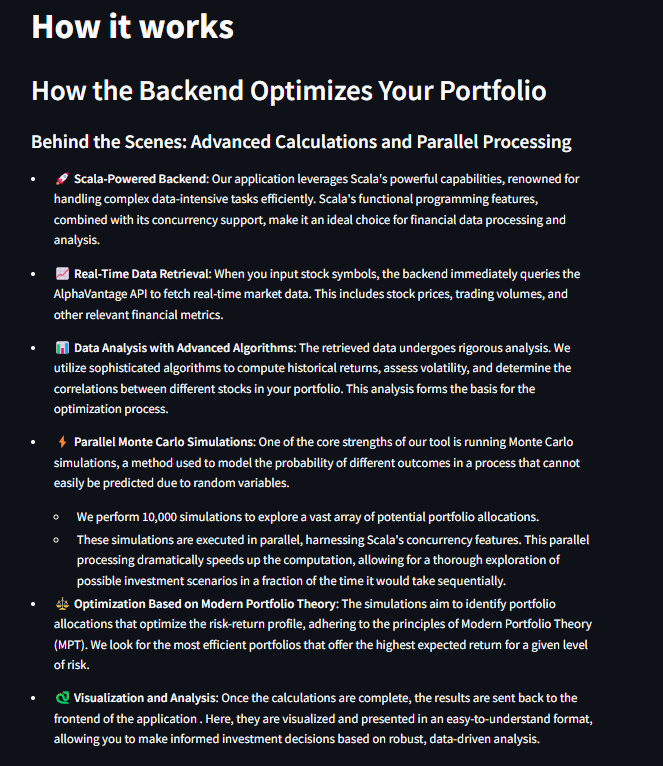 How it works
How the Backend Optimizes Your Portfolio
Behind the Scenes: Advanced Calculations and Parallel Processing
• 🚀 Scala-Powered Backend: Our application leverages Scala's powerful capabilities, renowned for
handling complex data-intensive tasks efficiently. Scala's functional programming features,
combined with its concurrency support, make it an ideal choice for financial data processing and
analysis.
• 📈 Real-Time Data Retrieval: When you input stock symbols, the backend immediately queries the
AlphaVantage API to fetch real-time market data. This includes stock prices, trading volumes, and
other relevant financial metrics.
• 📊 Data Analysis with Advanced Algorithms: The retrieved data undergoes rigorous analysis. We
utilize sophisticated algorithms to compute historical returns, assess volatility, and determine the
correlations between different stocks in your portfolio. This analysis forms the basis for the
optimization process.
• ⚡ Parallel Monte Carlo Simulations: One of the core strengths of our tool is running Monte Carlo
simulations, a method used to model the probability of different outcomes in a process that cannot
easily be predicted due to random variables.
◦ We perform 10,000 simulations to explore a vast array of potential portfolio allocations.
◦ These simulations are executed in parallel, harnessing Scala's concurrency features. This parallel
processing dramatically speeds up the computation, allowing for a thorough exploration of
possible investment scenarios in a fraction of the time it would take sequentially.
• ⚖️ Optimization Based on Modern Portfolio Theory: The simulations aim to identify portfolio
allocations that optimize the risk-return profile, adhering to the principles of Modern Portfolio Theory
(MPT). We look for the most efficient portfolios that offer the highest expected return for a given level
of risk.
• Visualization and Analysis: Once the calculations are complete, the results are sent back to the
frontend of the application . Here, they are visualized and presented in an easy-to-understand format,
allowing you to make informed investment decisions based on robust, data-driven analysis.